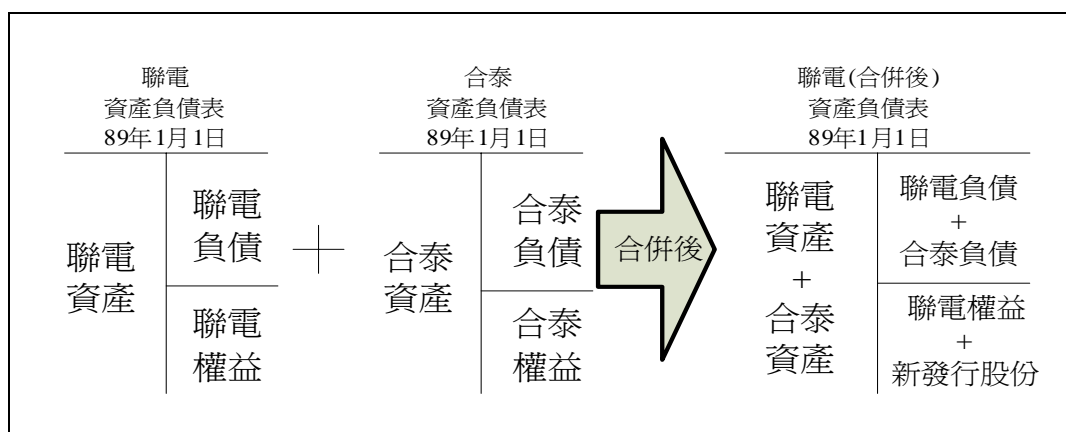 聯電
資產負債表
89年1月1日
聯電
資產
聯電
負債
聯電
權益
+
合泰
資產負債表
89年1月1日
合泰
資產
合泰
負債
合泰
權益
合併後
聯電(合併後)
資產負債表
89年1月1日
聯電
資產
+
合泰
資產
聯電負債
+
合泰負債
聯電權益
+
新發行股份